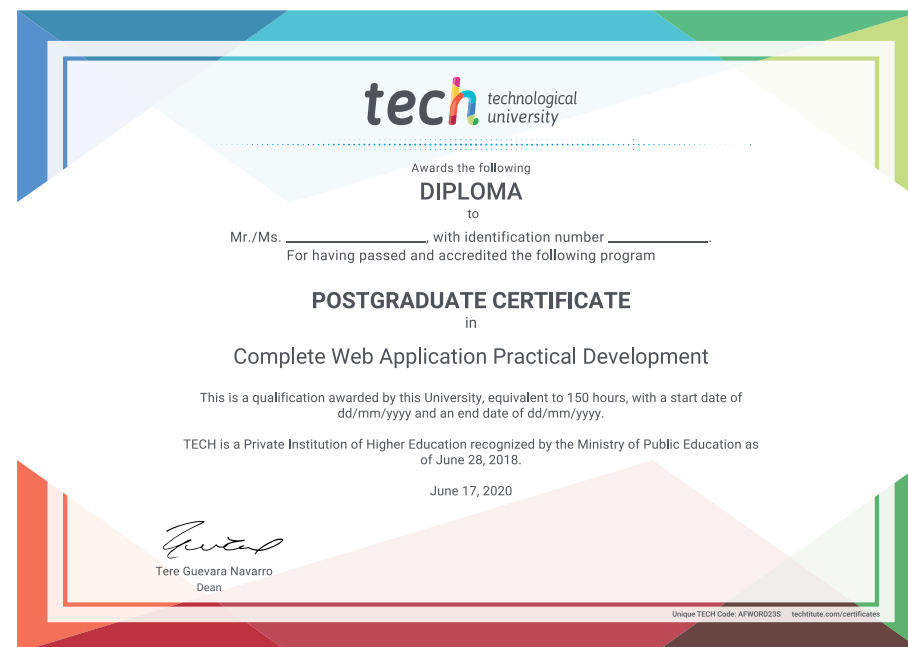 tech technological
university
Awards the following
DIPLOMA
to
Mr./Ms. ____________, with identification number _________.
For having passed and accredited the following program
POSTGRADUATE CERTIFICATE
in
Complete Web Application Practical Development
This is a qualification awarded by this University, equivalent to 150 hours, with a start date of
dd/mm/yyyy and an end date of dd/mm/yyyy.
TECH is a Private Institution of Higher Education recognized by the Ministry of Public Education as
of June 28, 2018.
June 17, 2020
Tere Guevara Navarro
Dean
Unique TECH Code: AFWORD23S techtitute.com/certificates